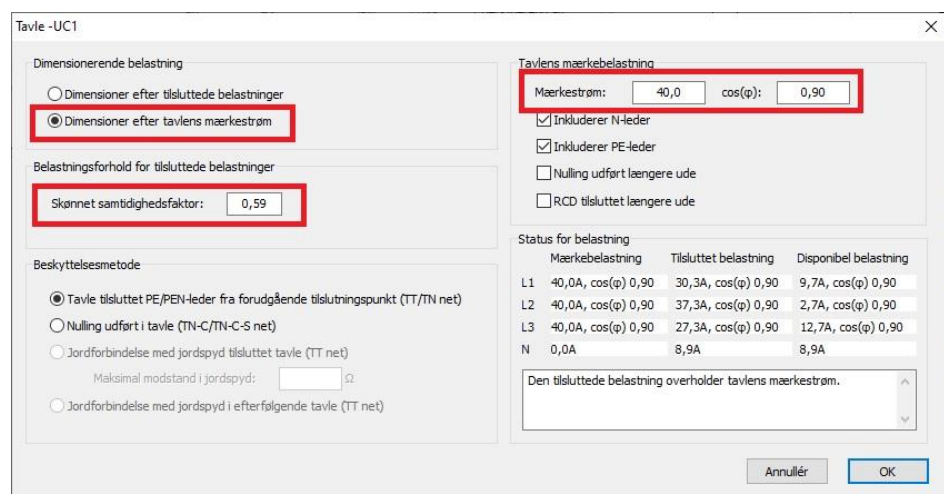 Tavle -UC1
Dimensionerende belastning
Dimensioner efter tilsluttede belastninger
Dimensioner efter tavlens mærkestrøm
Belastningsforhold for tilsluttede belastninger
Skønnet samtidighedsfaktor: 0,59
Beskyttelsesmetode
Tavle tilsluttet PE/PEN-leder fra forudgående tilslutningspunkt (TT/TN net)
Nulling udført i tavle (TN-C/TN-C-S net)
Jordforbindelse med jordspyd tilsluttet tavle (TT net)
Maksimal modstand i jordspyd: Ω
Jordforbindelse med jordspyd i efterfølgende tavle (TT net)
Tavlens mærkebelastning
Mærkestrøm: 40,0 cos(φ): 0,90
Inkluderer N-leder
Inkluderer PE-leder
Nulling udført længere ude
RCD tilsluttet længere ude
Status for belastning
Mærkebelastning Tilsluttet belastning Disponibel belastning
L1 40,0A, cos(φ) 0,90 30,3A, cos(φ) 0,90 9,7A, cos(φ) 0,90
L2 40,0A, cos(φ) 0,90 37,3A, cos(φ) 0,90 2,7A, cos(φ) 0,90
L3 40,0A, cos(φ) 0,90 27,3A, cos(φ) 0,90 12,7A, cos(φ) 0,90
N 0,0A 8,9A 8,9A
Den tilsluttede belastning overholder tavlens mærkestrøm.
Annullér OK